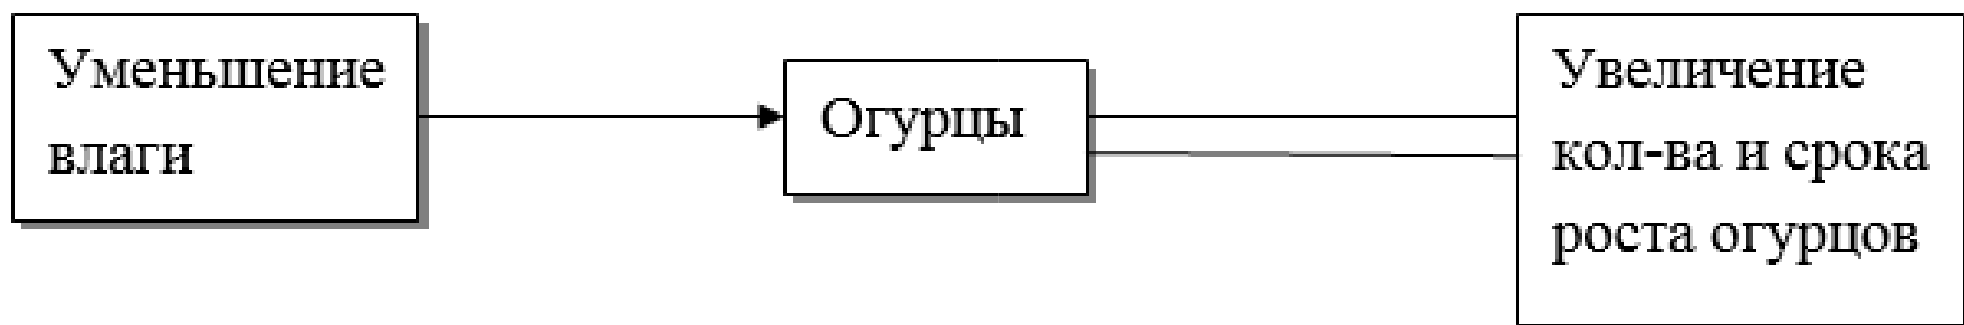 Уменьшение
влаги
Огурцы
Увеличение
кол-ва и срока
роста огурцов